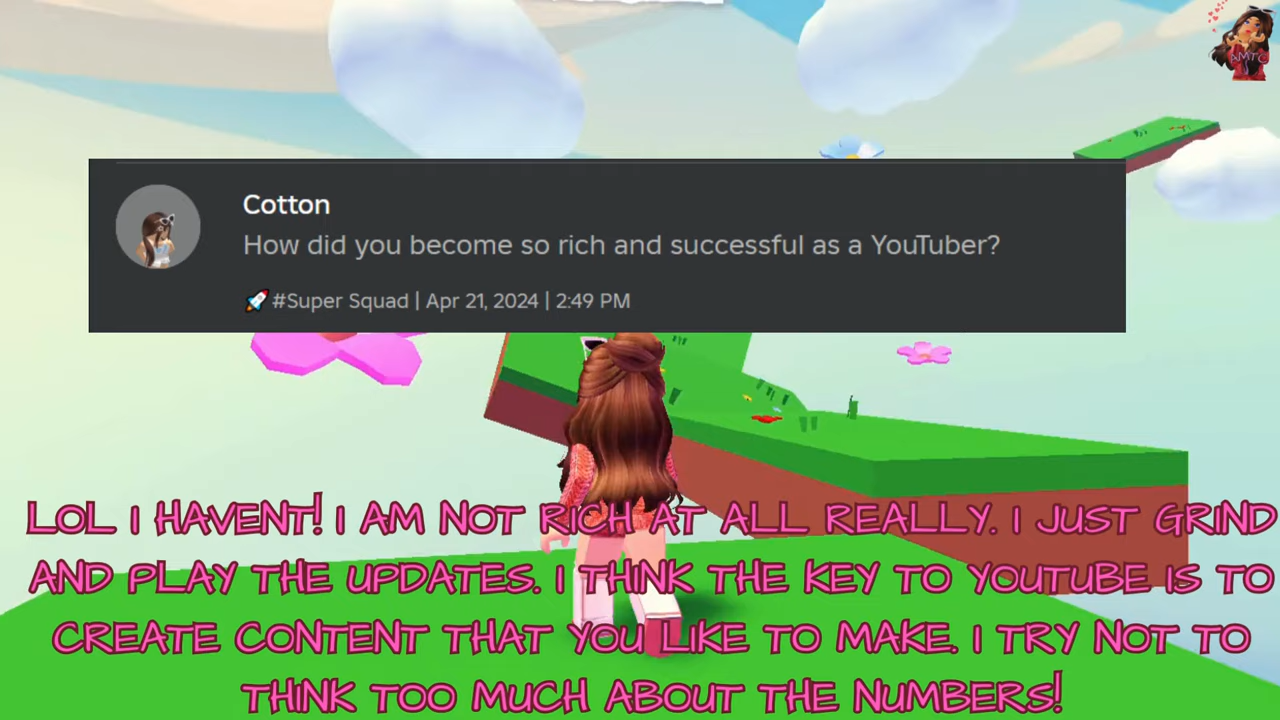 AMTC
Cotton
How did you become so rich and successful as a YouTuber?
🚀#Super Squad | Apr 21, 2024 | 2:49 PM
LOL I HAVENT! I AM NOT RICH AT ALL REALLY. I JUST GRIND
AND PLAY THE UPDATES. I THINK THE KEY TO YOUTUBE IS TO
CREATE CONTENT THAT YOU LIKE TO MAKE. I TRY NOT TO
THINK TOO MUCH ABOUT THE NUMBERS!